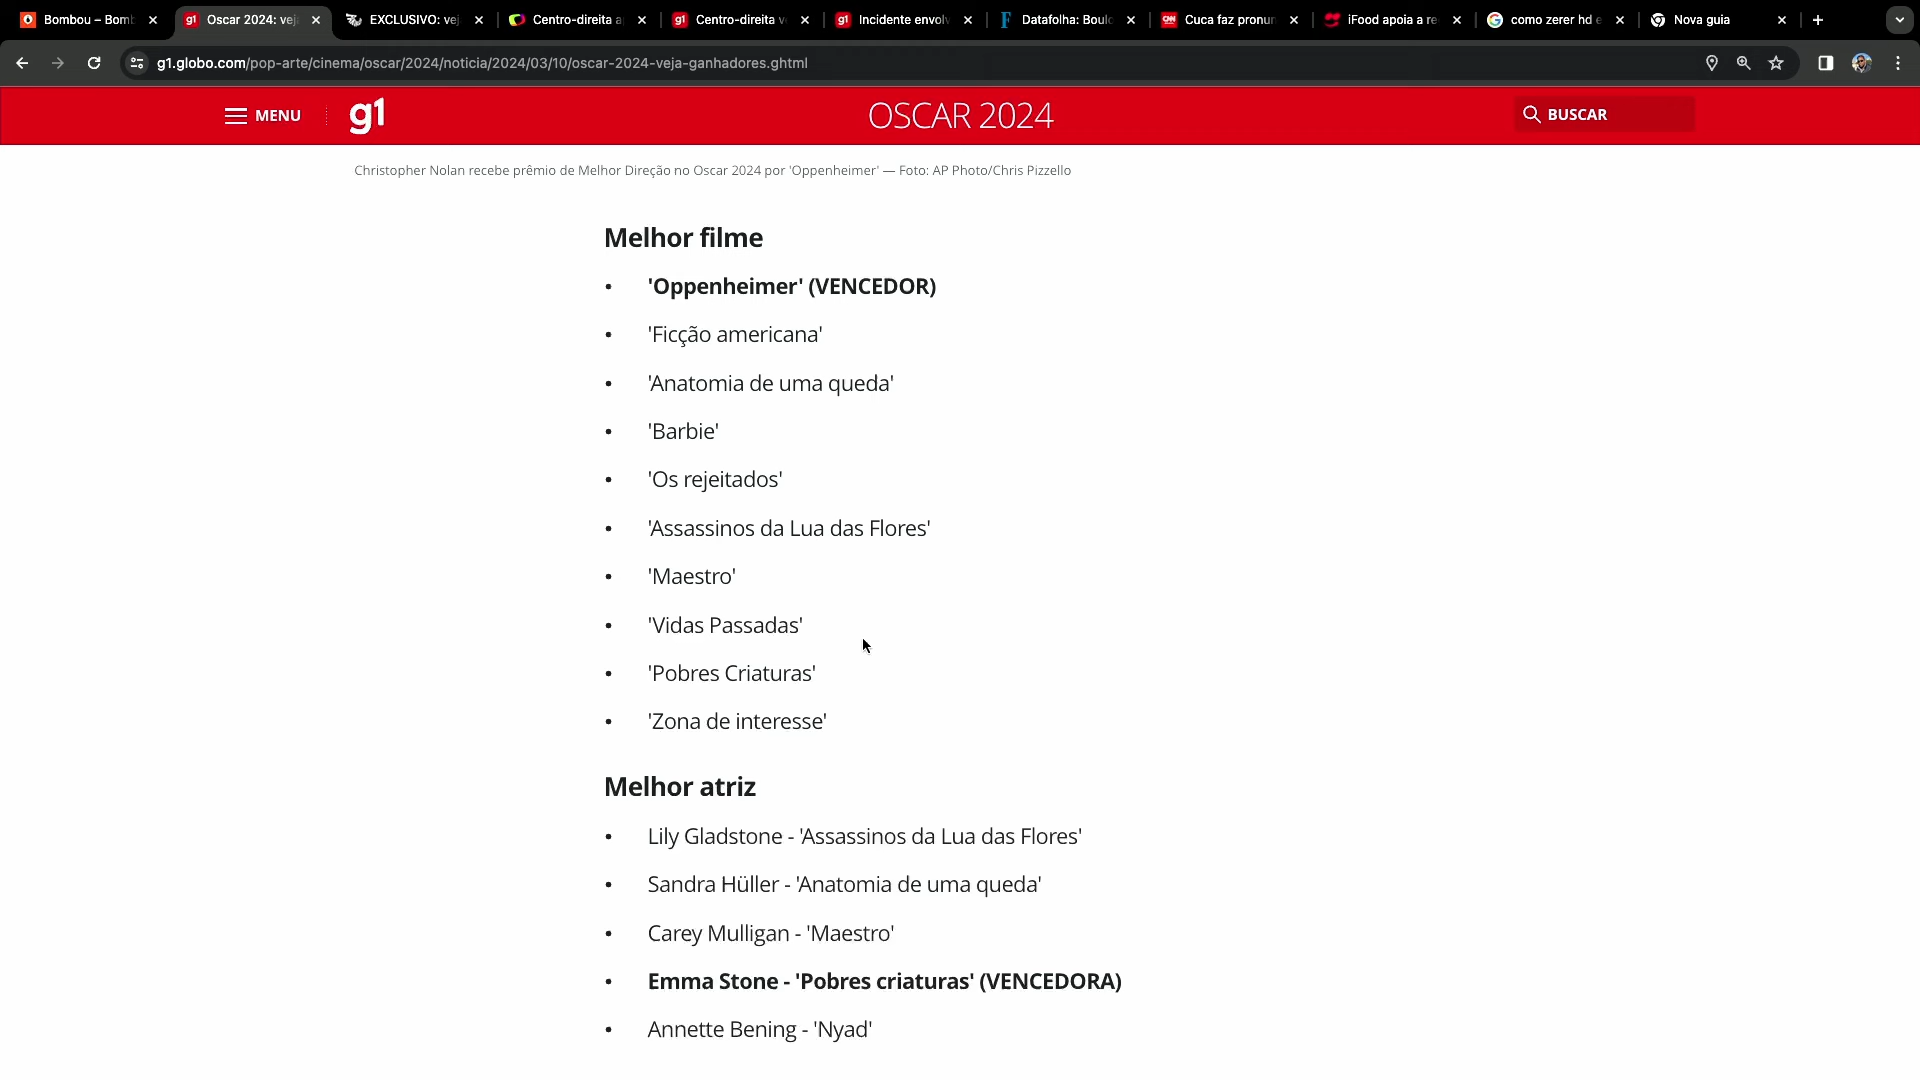 Bombou – Bomb
Oscar 2024: vej
EXCLUSIVO: vej
Centro-direita a
Centro-direita v
Incidente envolv
Datafolha: Boulo
Cuca faz pronun
iFood apoia a re
como zerer hd e
Nova guia
g1.globo.com/pop-arte/cinema/oscar/2024/noticia/2024/03/10/oscar-2024-veja-ganhadores.ghtml
MENU
g1
OSCAR 2024
BUSCAR
Christopher Nolan recebe prêmio de Melhor Direção no Oscar 2024 por 'Oppenheimer' — Foto: AP Photo/Chris Pizzello
Melhor filme
• 'Oppenheimer' (VENCEDOR)
• 'Ficção americana'
• 'Anatomia de uma queda'
• 'Barbie'
• 'Os rejeitados'
• 'Assassinos da Lua das Flores'
• 'Maestro'
• 'Vidas Passadas'
• 'Pobres Criaturas'
• 'Zona de interesse'
Melhor atriz
• Lily Gladstone - 'Assassinos da Lua das Flores'
• Sandra Hüller - 'Anatomia de uma queda'
• Carey Mulligan - 'Maestro'
• Emma Stone - 'Pobres criaturas' (VENCEDORA)
• Annette Bening - 'Nyad'